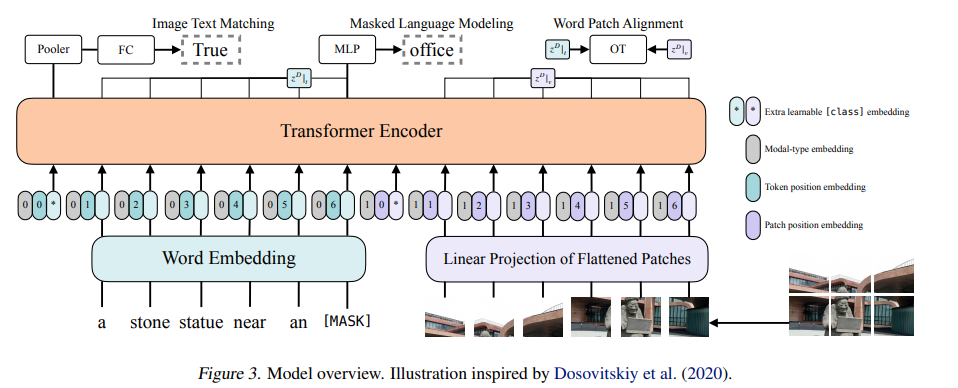 Image Text Matching Masked Language Modeling Word Patch Alignment
Pooler FC True MLP office zᴰ|ₜ OT zᴰ|ᵥ
zᴰ|ₜ zᴰ|ᵥ
Transformer Encoder
* * Extra learnable [class] embedding
Modal-type embedding
Token position embedding
Patch position embedding
0 0 * 0 1 0 2 0 3 0 4 0 5 0 6 1 0 * 1 1 1 2 1 3 1 4 1 5 1 6
Word Embedding Linear Projection of Flattened Patches
a stone statue near an [MASK]
Figure 3. Model overview. Illustration inspired by Dosovitskiy et al. (2020).